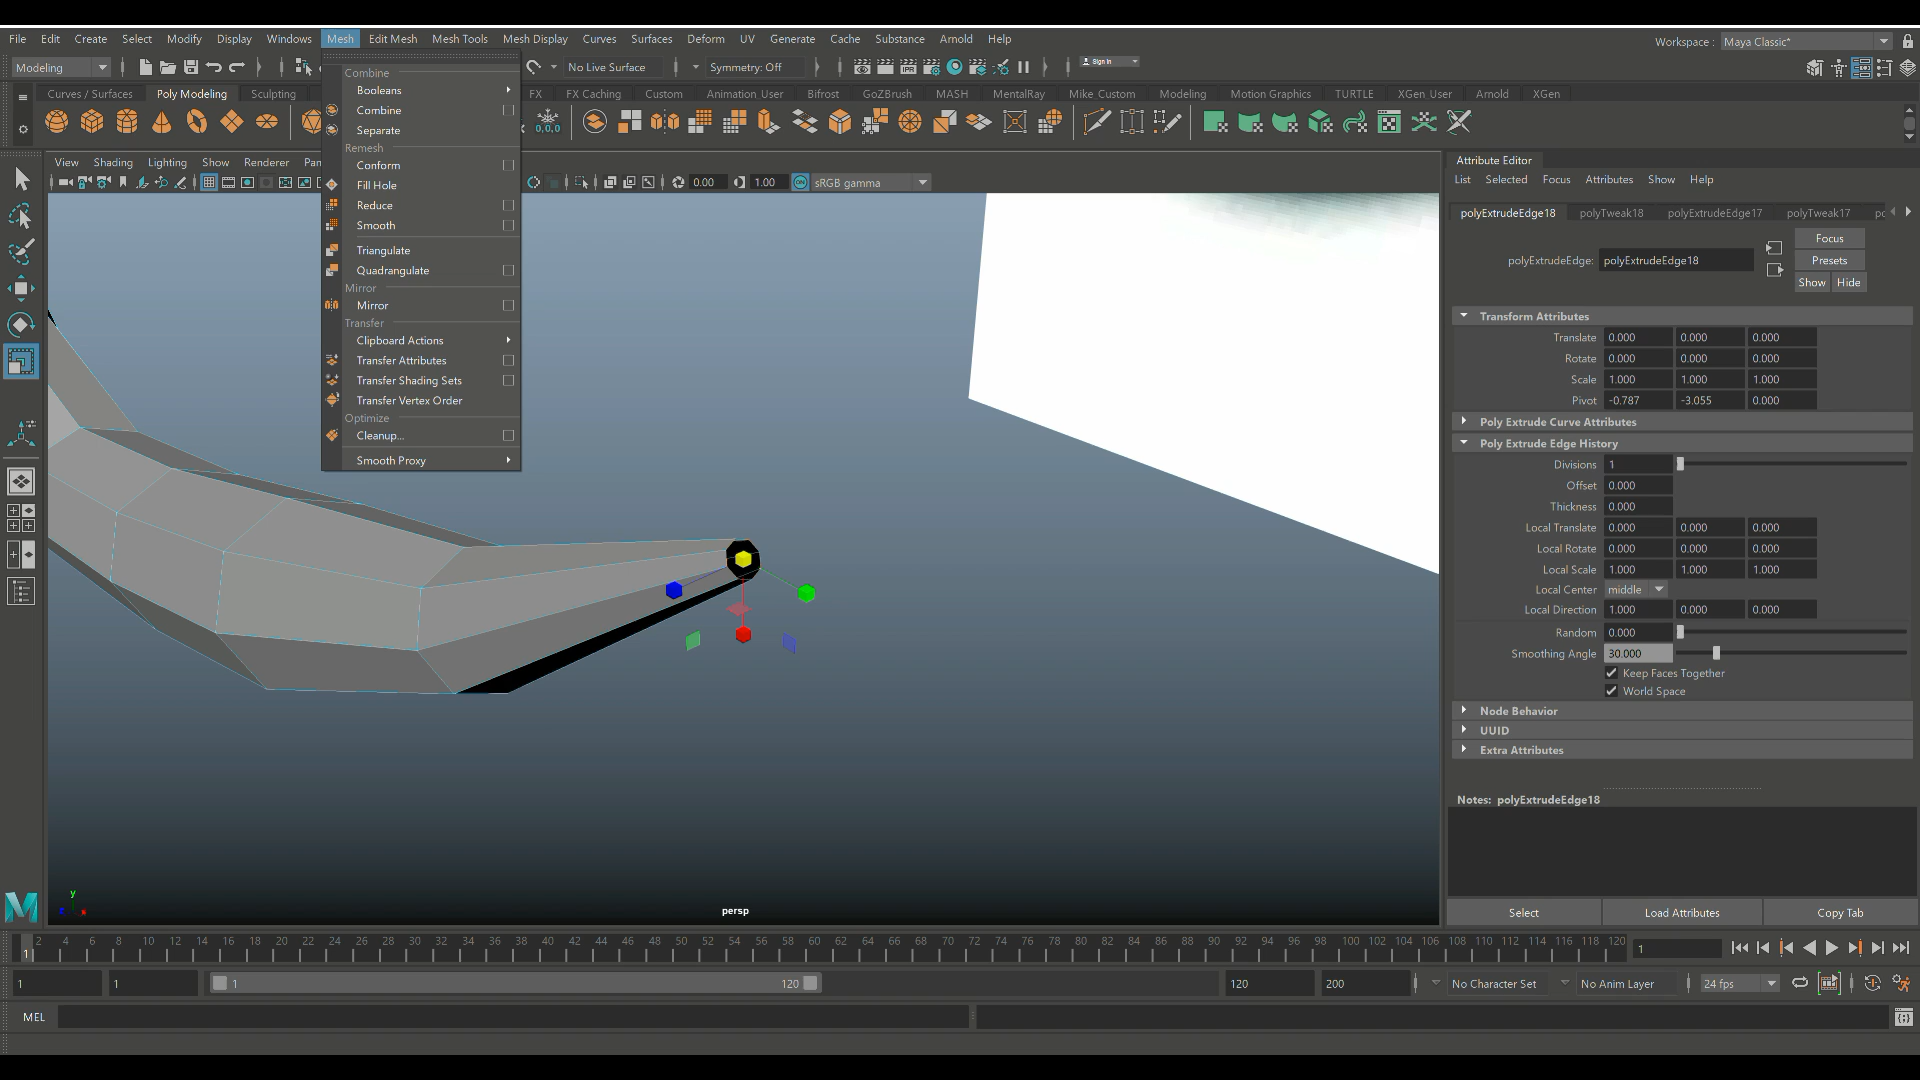 File Edit Create Select Modify Display Windows Mesh Edit Mesh Mesh Tools Mesh Display Curves Surfaces Deform UV Generate Cache Substance Arnold Help
Workspace : Maya Classic*
Modeling
No Live Surface
Symmetry: Off
Sign In
Curves / Surfaces Poly Modeling Sculpting
FX FX Caching Custom Animation_User Bifrost GoZBrush MASH MentalRay Mike_Custom Modeling Motion Graphics TURTLE XGen_User Arnold XGen
0,0,0
IPR
View Shading Lighting Show Renderer Pan
0.00 1.00 ON sRGB gamma
Combine
Booleans
Combine
Separate
Remesh
Conform
Fill Hole
Reduce
Smooth
Triangulate
Quadrangulate
Mirror
Mirror
Transfer
Clipboard Actions
Transfer Attributes
Transfer Shading Sets
Transfer Vertex Order
Optimize
Cleanup...
Smooth Proxy
y
z
x
persp
Attribute Editor
List Selected Focus Attributes Show Help
polyExtrudeEdge18 polyTweak18 polyExtrudeEdge17 polyTweak17
polyExtrudeEdge: polyExtrudeEdge18
Focus
Presets
Show Hide
Transform Attributes
Translate 0.000 0.000 0.000
Rotate 0.000 0.000 0.000
Scale 1.000 1.000 1.000
Pivot -0.787 -3.055 0.000
Poly Extrude Curve Attributes
Poly Extrude Edge History
Divisions 1
Offset 0.000
Thickness 0.000
Local Translate 0.000 0.000 0.000
Local Rotate 0.000 0.000 0.000
Local Scale 1.000 1.000 1.000
Local Center middle
Local Direction 1.000 0.000 0.000
Random 0.000
Smoothing Angle 30.000
Keep Faces Together
World Space
Node Behavior
UUID
Extra Attributes
Notes: polyExtrudeEdge18
Select Load Attributes Copy Tab
2 4 6 8 10 12 14 16 18 20 22 24 26 28 30 32 34 36 38 40 42 44 46 48 50 52 54 56 58 60 62 64 66 68 70 72 74 76 78 80 82 84 86 88 90 92 94 96 98 100 102 104 106 108 110 112 114 116 118 120
1
1
1 1 1 120 120 200 No Character Set No Anim Layer 24 fps
MEL